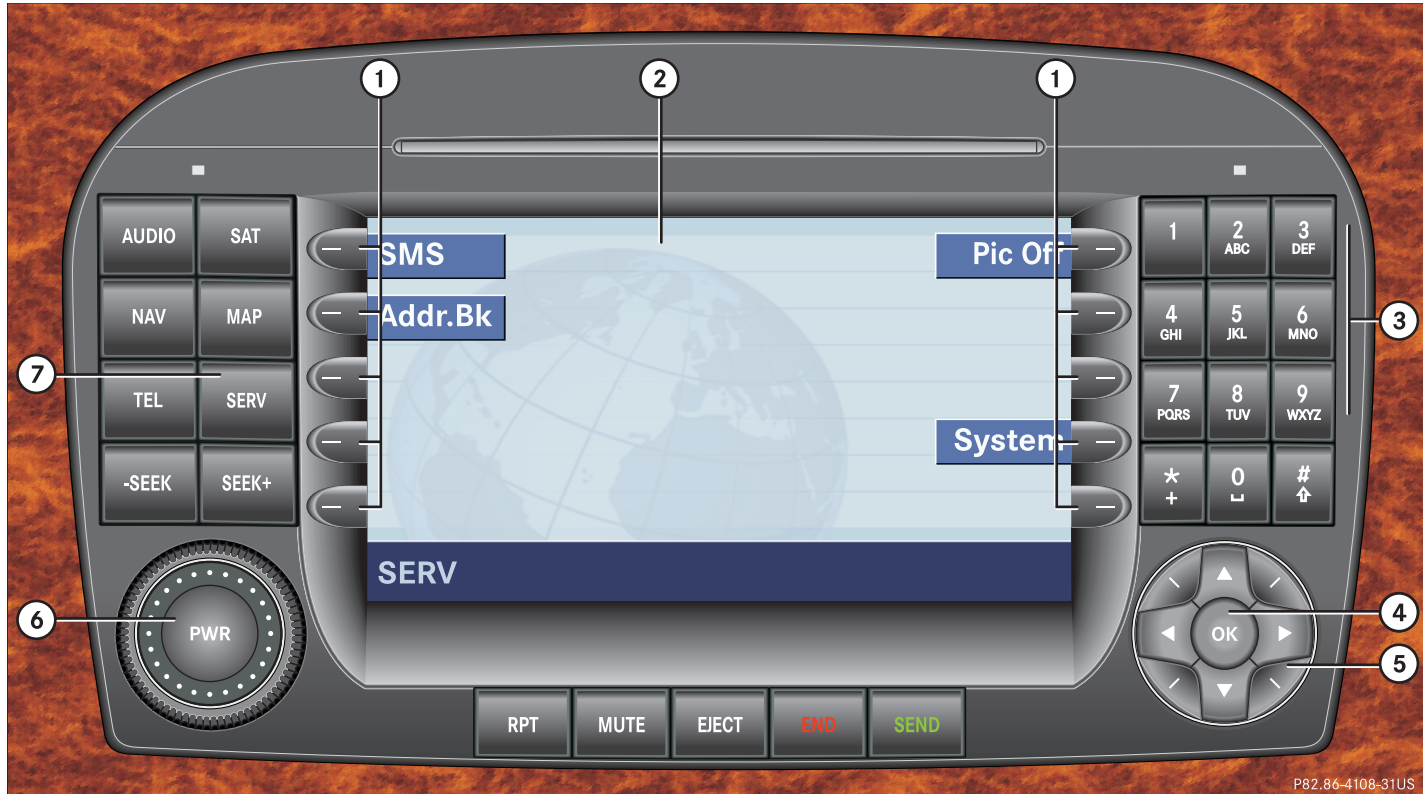 1 2 1
AUDIO SAT
SMS Pic Off
1 2 ABC 3 DEF
NAV MAP
Addr.Bk
4 GHI 5 JKL 6 MNO
3
7
TEL SERV
7 PQRS 8 TUV 9 WXYZ
System
-SEEK SEEK+
* + 0 ␣ # ⇧
SERV
6
PWR
OK
4
5
RPT MUTE EJECT END SEND
P82.86-4108-31US